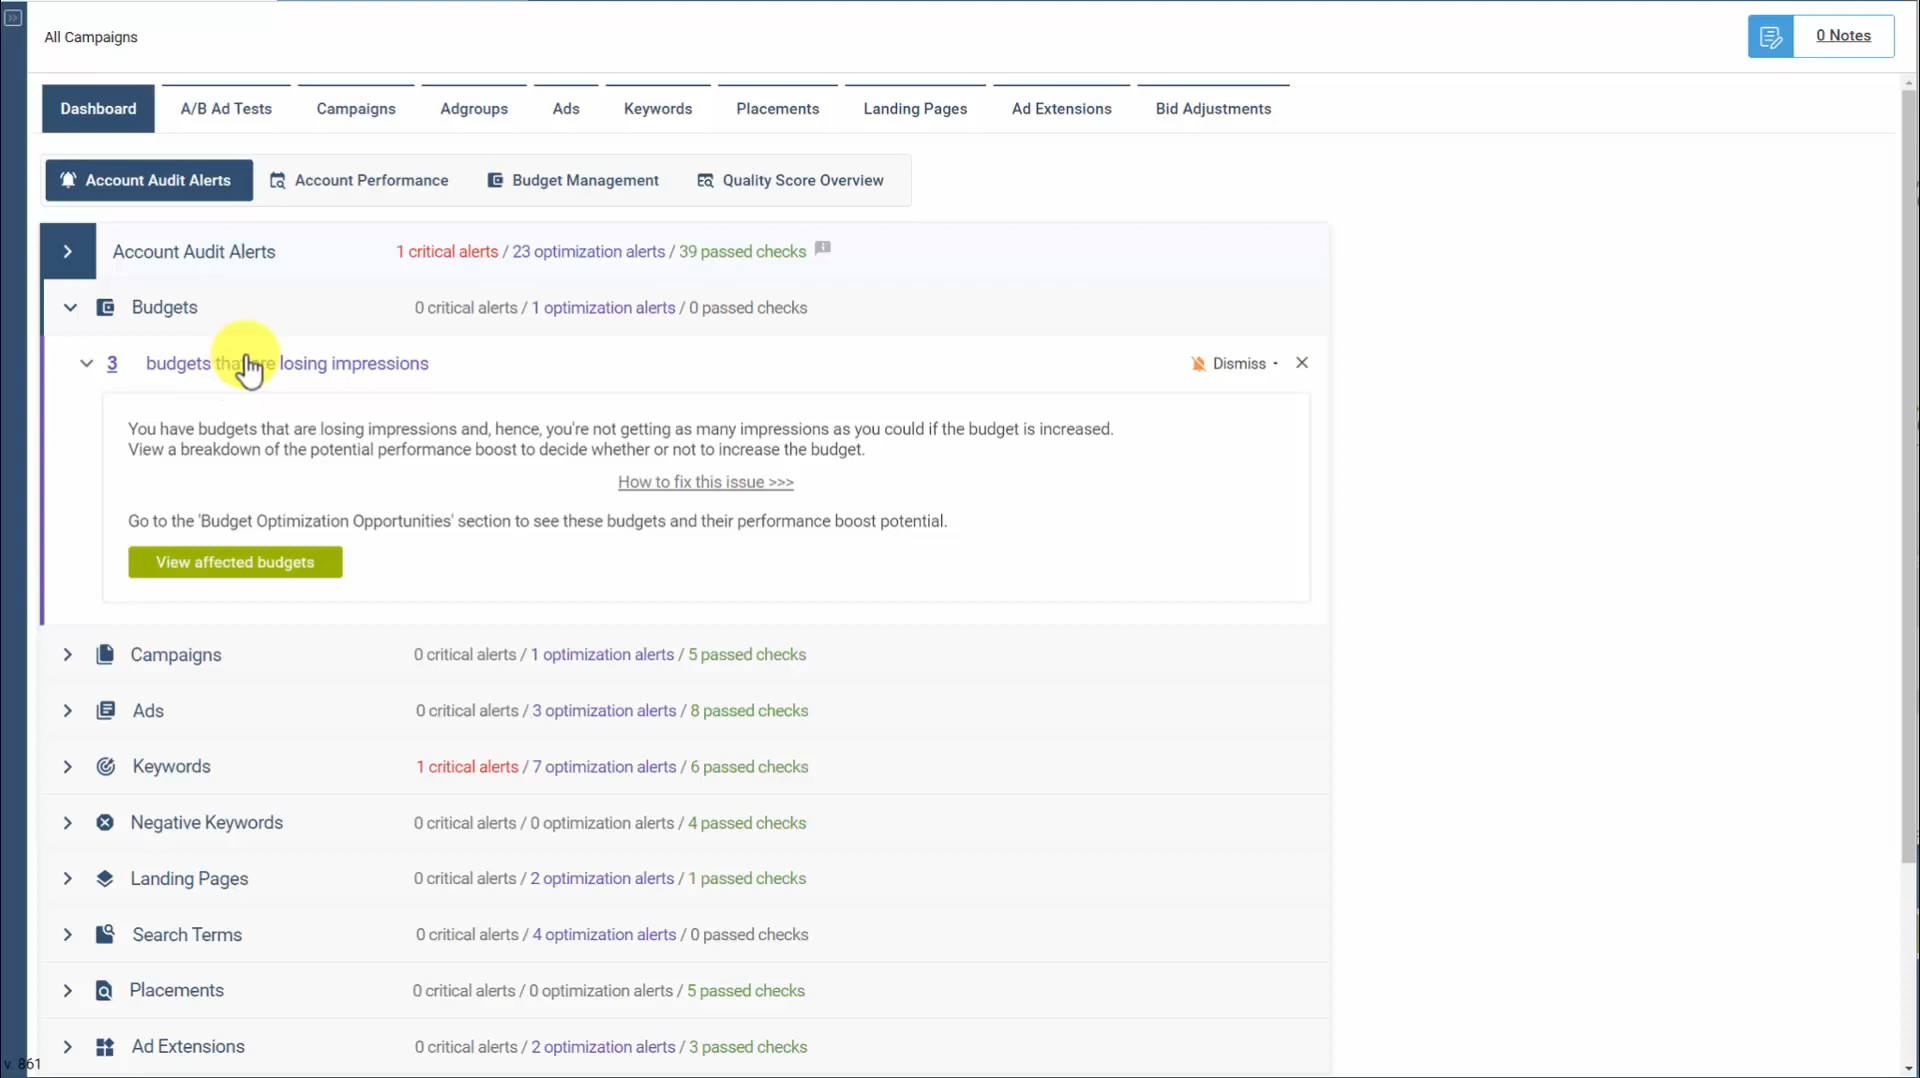 All Campaigns
0 Notes
Dashboard
A/B Ad Tests
Campaigns
Adgroups
Ads
Keywords
Placements
Landing Pages
Ad Extensions
Bid Adjustments
Account Audit Alerts
Account Performance
Budget Management
Quality Score Overview
Account Audit Alerts
1 critical alerts / 23 optimization alerts / 39 passed checks
Budgets
0 critical alerts / 1 optimization alerts / 0 passed checks
3 budgets that are losing impressions
Dismiss
You have budgets that are losing impressions and, hence, you're not getting as many impressions as you could if the budget is increased.
View a breakdown of the potential performance boost to decide whether or not to increase the budget.
How to fix this issue >>>
Go to the 'Budget Optimization Opportunities' section to see these budgets and their performance boost potential.
View affected budgets
Campaigns
0 critical alerts / 1 optimization alerts / 5 passed checks
Ads
0 critical alerts / 3 optimization alerts / 8 passed checks
Keywords
1 critical alerts / 7 optimization alerts / 6 passed checks
Negative Keywords
0 critical alerts / 0 optimization alerts / 4 passed checks
Landing Pages
0 critical alerts / 2 optimization alerts / 1 passed checks
Search Terms
0 critical alerts / 4 optimization alerts / 0 passed checks
Placements
0 critical alerts / 0 optimization alerts / 5 passed checks
Ad Extensions
0 critical alerts / 2 optimization alerts / 3 passed checks
v. 861